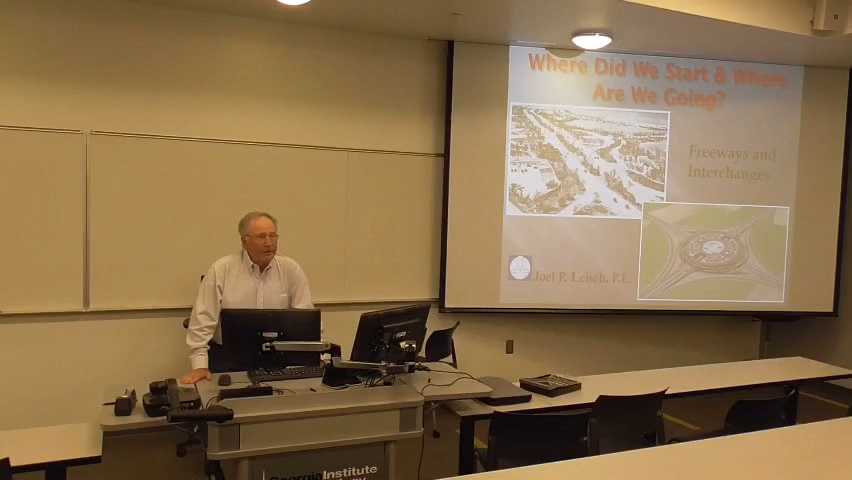 Where Did We Start & Where
Are We Going?
Freeways and
Interchanges
Joel P. Leisch, P.E.
Georgia Institute